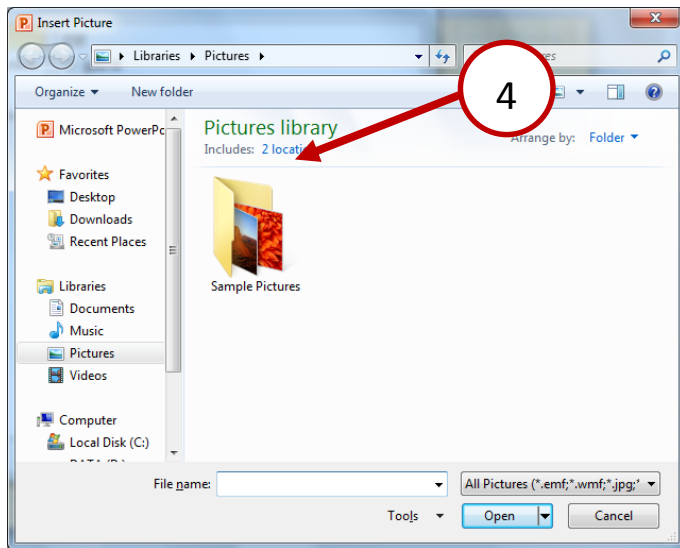 Insert Picture
Libraries Pictures
Organize New folder
4
Microsoft PowerPc
Pictures library
Includes: 2 locati
Arrange by: Folder
Favorites
Desktop
Downloads
Recent Places
Sample Pictures
Libraries
Documents
Music
Pictures
Videos
Computer
Local Disk (C:)
File name:
All Pictures (*.emf;*.wmf;*.jpg;*
Tools Open Cancel